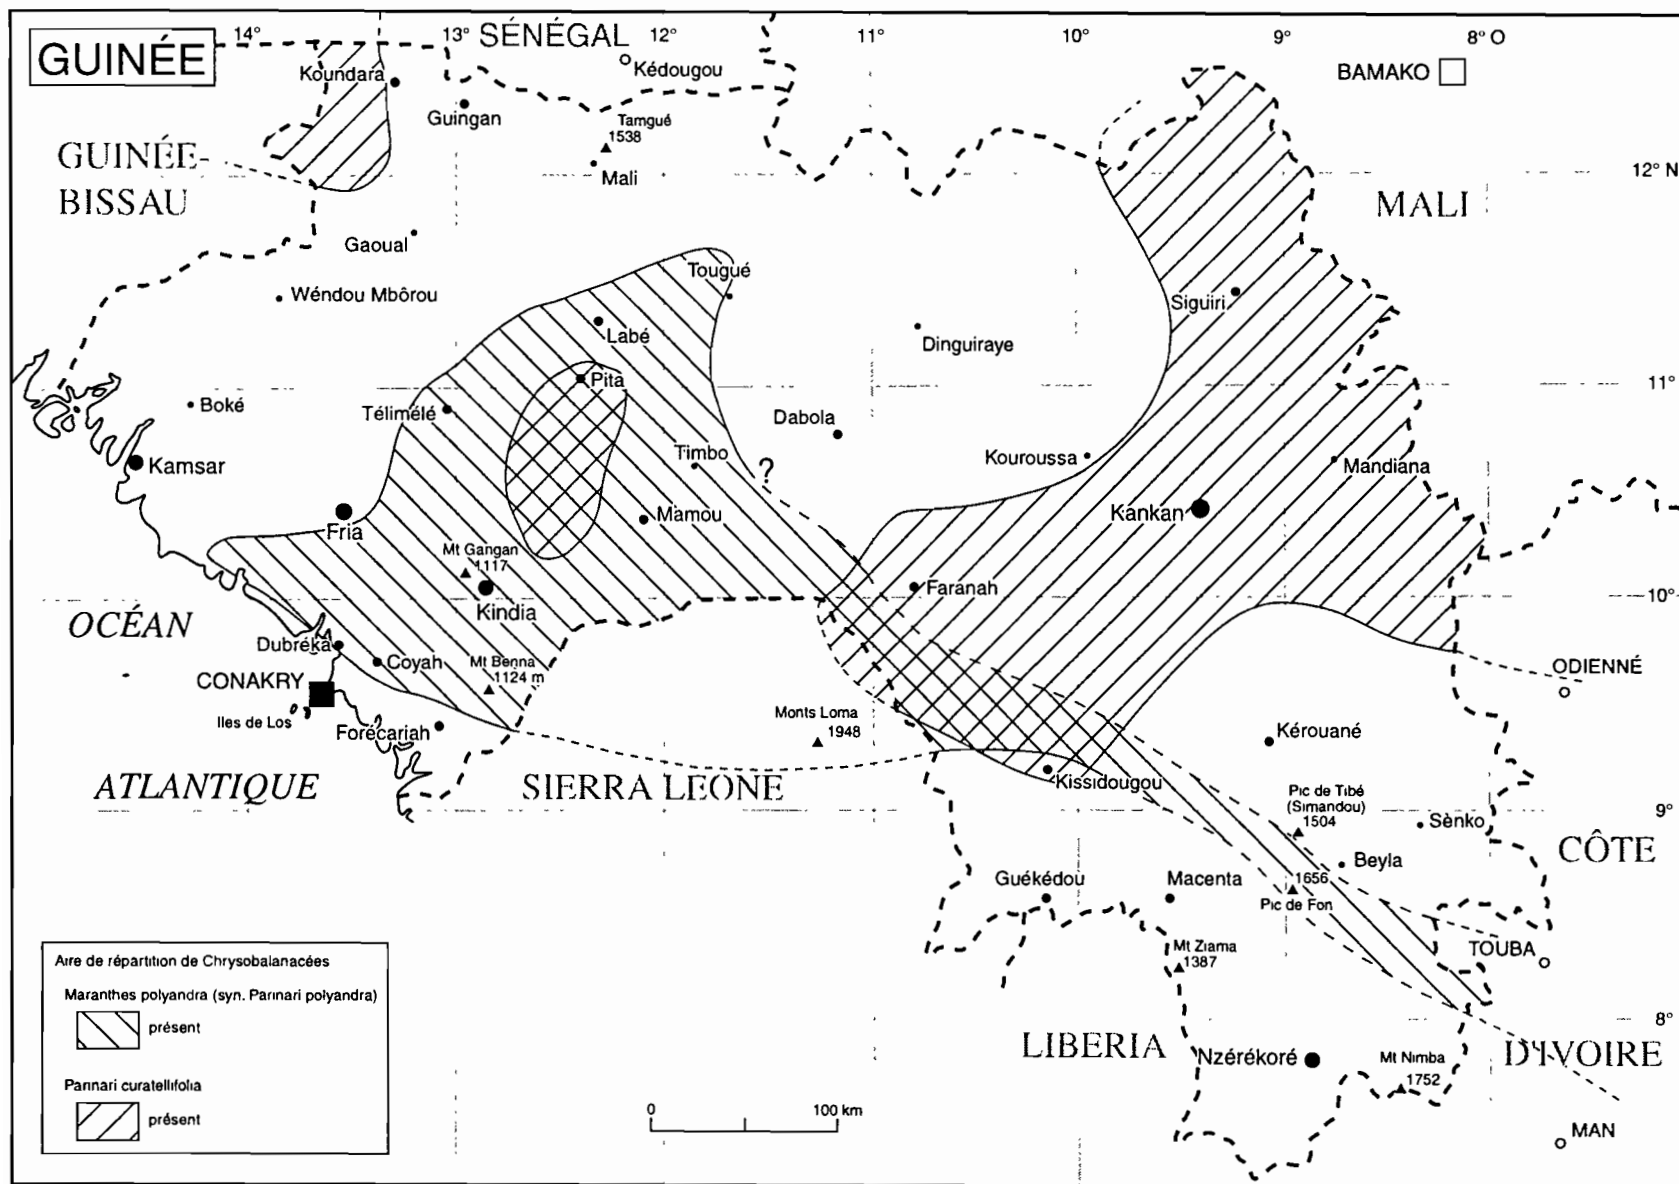 GUINÉE
14°
13°
SÉNÉGAL
12°
11°
10°
9°
8° O
Koundara
Kédougou
BAMAKO
Guingan
Tamgué
1538
Mali
GUINÉE-
BISSAU
12° N
MALI
Gaoual
Wéndou Mbôrou
Tougué
Siguiri
Labé
Dinguiraye
Pita
11°
Boké
Télimélé
Dabola
Timbo
?
Kouroussa
Mandiana
Kamsar
Fria
Mamou
Kánkan
Mt Gangan
1117
Kindia
Faránah
10°
OCÉAN
Dubréka
Coyah
Mt Benna
1124 m
ODIENNÉ
CONAKRY
Iles de Los
Forécariah
Monts Loma
1948
Kérouané
ATLANTIQUE
SIERRA LEONE
Kissidougou
Pic de Tibé
(Simandou)
1504
9°
Sènko
CÔTE
Beyla
Guékédou
Macenta
1656
Pic de Fon
Mt Ziama
1387
TOUBA
8°
LIBERIA
Nzérékoré
Mt Nimba
1752
D'IVOIRE
MAN
Aire de répartition de Chrysobalanacées
Maranthes polyandra (syn. Parinari polyandra)
présent
Parinari curatellifolia
présent
0
100 km